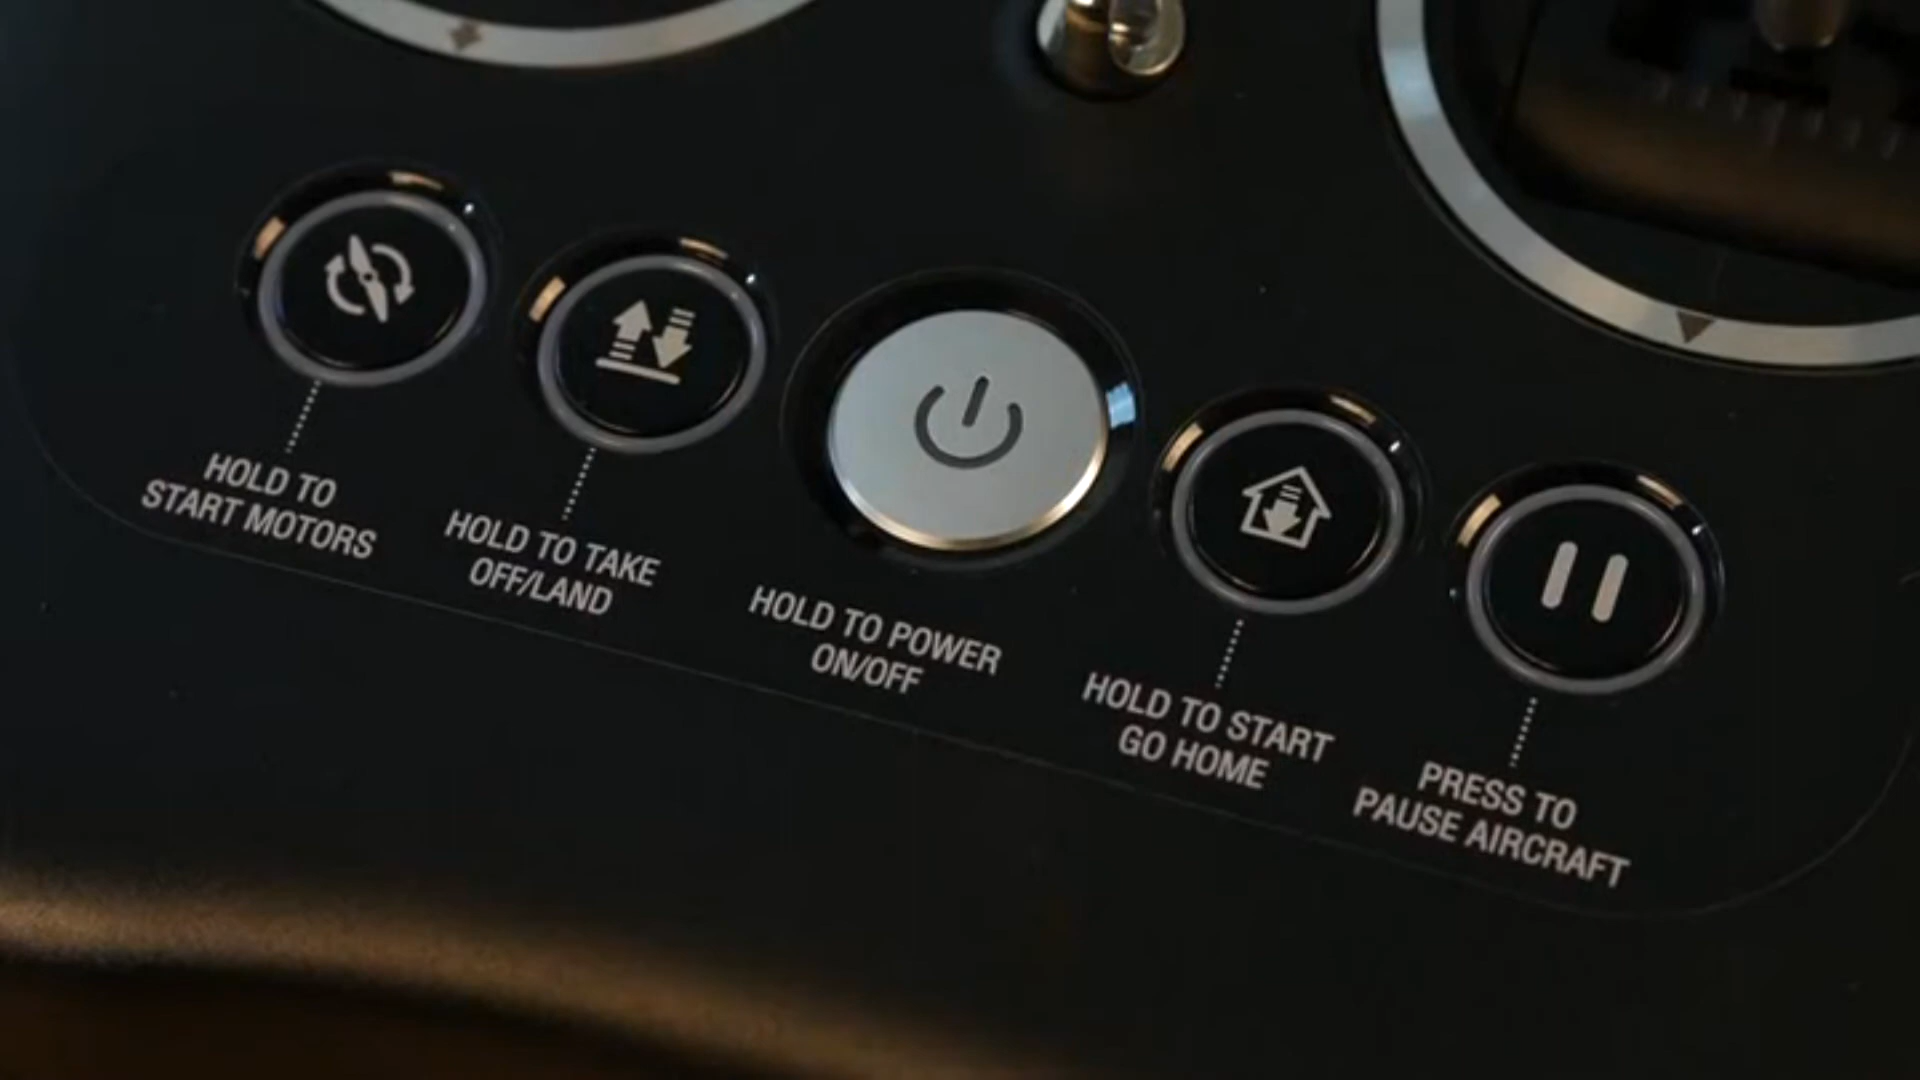 HOLD TO
START MOTORS
HOLD TO TAKE
OFF/LAND
HOLD TO POWER
ON/OFF
HOLD TO START
GO HOME
PRESS TO
PAUSE AIRCRAFT